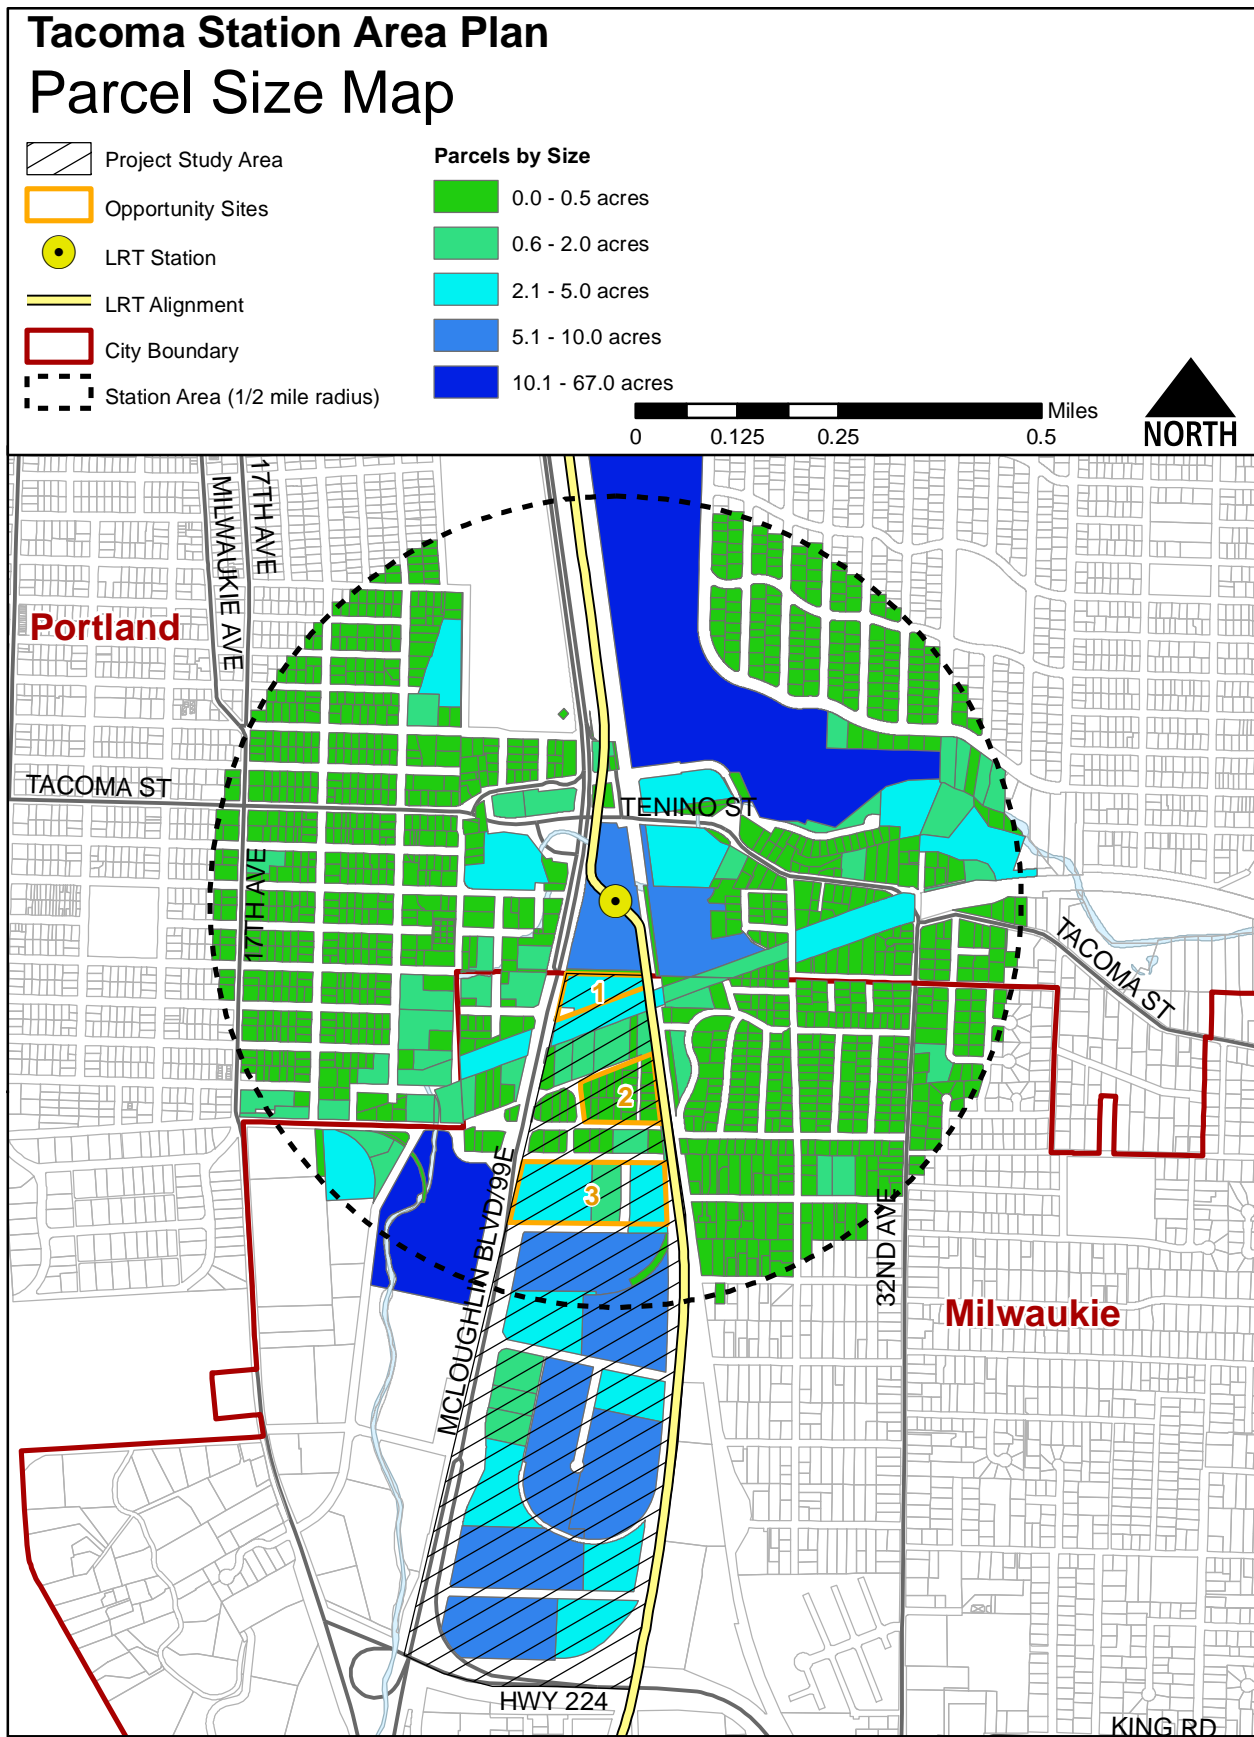 Tacoma Station Area Plan
Parcel Size Map
Project Study Area
Opportunity Sites
LRT Station
LRT Alignment
City Boundary
Station Area (1/2 mile radius)
Parcels by Size
0.0 - 0.5 acres
0.6 - 2.0 acres
2.1 - 5.0 acres
5.1 - 10.0 acres
10.1 - 67.0 acres
Miles
0 0.125 0.25 0.5
NORTH
17TH AVE
MILWAUKIE AVE
Portland
TACOMA ST
TENINO ST
17TH AVE
TACOMA ST
1
2
3
MCLOUGHLIN BLVD/99E
32ND AVE
Milwaukie
HWY 224
KING RD